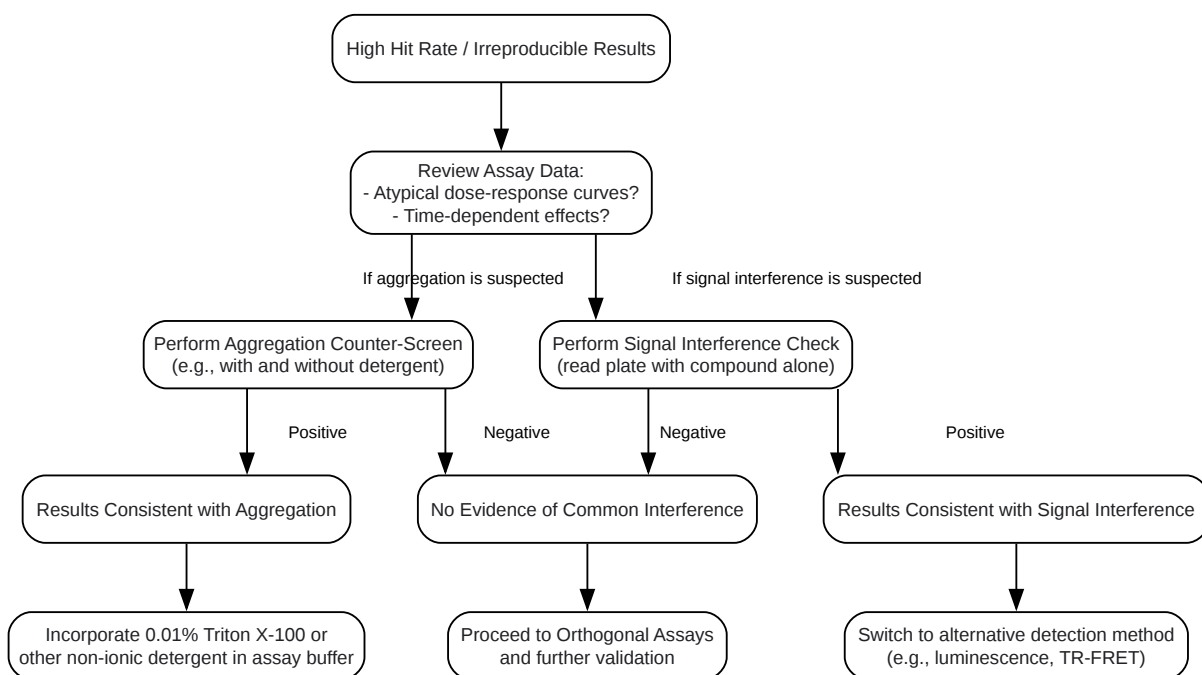 High Hit Rate / Irreproducible Results
Review Assay Data:
- Atypical dose-response curves?
- Time-dependent effects?
If aggregation is suspected
If signal interference is suspected
Perform Aggregation Counter-Screen
(e.g., with and without detergent)
Perform Signal Interference Check
(read plate with compound alone)
Positive
Negative
Negative
Positive
Results Consistent with Aggregation
No Evidence of Common Interference
Results Consistent with Signal Interference
Incorporate 0.01% Triton X-100 or
other non-ionic detergent in assay buffer
Proceed to Orthogonal Assays
and further validation
Switch to alternative detection method
(e.g., luminescence, TR-FRET)